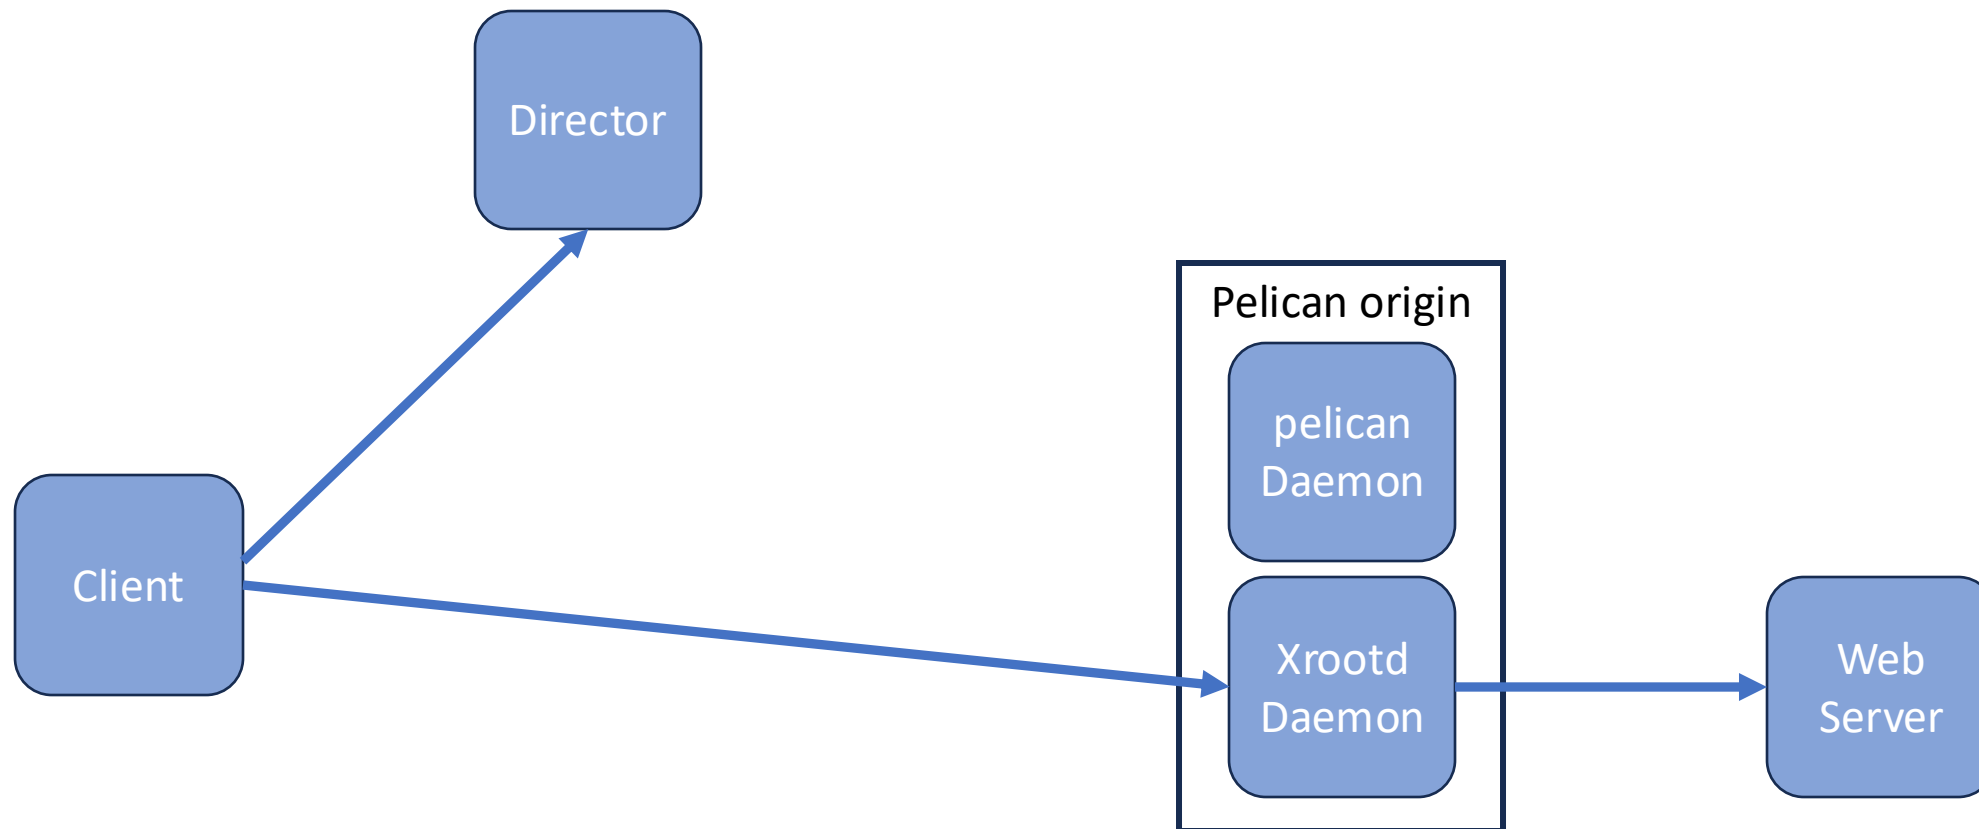 Director
Pelican origin
pelican
Daemon
Client
Xrootd
Daemon
Web
Server